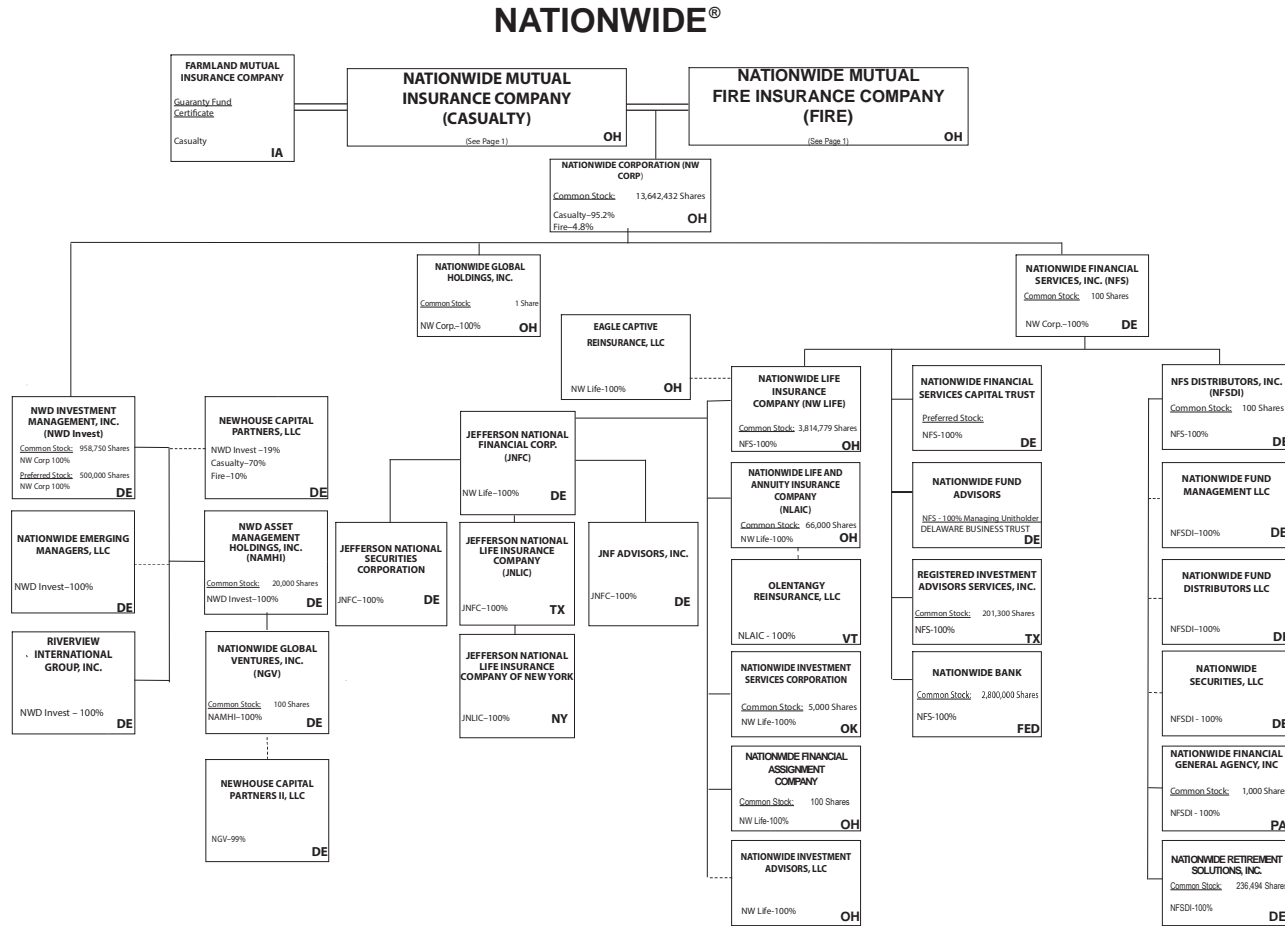 NATIONWIDE®
FARMLAND MUTUAL
INSURANCE COMPANY
Guaranty Fund
Certificate
Casualty
IA
NATIONWIDE MUTUAL
INSURANCE COMPANY
(CASUALTY)
(See Page 1)
OH
NATIONWIDE MUTUAL
FIRE INSURANCE COMPANY
(FIRE)
(See Page 1)
OH
NATIONWIDE CORPORATION (NW
CORP)
Common Stock: 13,642,432 Shares
Casualty–95.2%
Fire–4.8%
OH
NATIONWIDE GLOBAL
HOLDINGS, INC.
Common Stock: 1 Share
NW Corp.–100% OH
NATIONWIDE FINANCIAL
SERVICES, INC. (NFS)
Common Stock: 100 Shares
NW Corp.–100% DE
EAGLE CAPTIVE
REINSURANCE, LLC
NW Life-100% OH
NWD INVESTMENT
MANAGEMENT, INC.
(NWD Invest)
Common Stock: 958,750 Shares
NW Corp 100%
Preferred Stock: 500,000 Shares
NW Corp 100%
DE
NEWHOUSE CAPITAL
PARTNERS, LLC
NWD Invest –19%
Casualty–70%
Fire–10%
DE
NATIONWIDE EMERGING
MANAGERS, LLC
NWD Invest–100%
DE
NWD ASSET
MANAGEMENT
HOLDINGS, INC.
(NAMHI)
Common Stock: 20,000 Shares
NWD Invest–100% DE
RIVERVIEW
INTERNATIONAL
GROUP, INC.
NWD Invest – 100%
DE
NATIONWIDE GLOBAL
VENTURES, INC.
(NGV)
Common Stock: 100 Shares
NAMHI–100% DE
NEWHOUSE CAPITAL
PARTNERS II, LLC
NGV–99%
DE
JEFFERSON NATIONAL
FINANCIAL CORP.
(JNFC)
NW Life–100% DE
JEFFERSON NATIONAL
SECURITIES
CORPORATION
JNFC–100% DE
JEFFERSON NATIONAL
LIFE INSURANCE
COMPANY
(JNLIC)
JNFC–100% TX
JNF ADVISORS, INC.
JNFC–100% DE
JEFFERSON NATIONAL
LIFE INSURANCE
COMPANY OF NEW YORK
JNLIC–100% NY
NATIONWIDE LIFE
INSURANCE
COMPANY (NW LIFE)
Common Stock: 3,814,779 Shares
NFS-100% OH
NATIONWIDE LIFE AND
ANNUITY INSURANCE
COMPANY
(NLAIC)
Common Stock: 66,000 Shares
NW Life-100% OH
OLENTANGY
REINSURANCE, LLC
NLAIC - 100% VT
NATIONWIDE INVESTMENT
SERVICES CORPORATION
Common Stock: 5,000 Shares
NW Life-100%
OK
NATIONWIDE FINANCIAL
ASSIGNMENT
COMPANY
Common Stock: 100 Shares
NW Life-100% OH
NATIONWIDE INVESTMENT
ADVISORS, LLC
NW Life-100% OH
NATIONWIDE FINANCIAL
SERVICES CAPITAL TRUST
Preferred Stock:
NFS-100% DE
NATIONWIDE FUND
ADVISORS
NFS - 100% Managing Unitholder
DELAWARE BUSINESS TRUST
DE
REGISTERED INVESTMENT
ADVISORS SERVICES, INC.
Common Stock: 201,300 Shares
NFS-100%
TX
NATIONWIDE BANK
Common Stock: 2,800,000 Shares
NFS-100%
FED
NFS DISTRIBUTORS, INC.
(NFSDI)
Common Stock: 100 Shares
NFS-100% DE
NATIONWIDE FUND
MANAGEMENT LLC
NFSDI–100% DE
NATIONWIDE FUND
DISTRIBUTORS LLC
NFSDI–100% DE
NATIONWIDE
SECURITIES, LLC
NFSDI - 100% DE
NATIONWIDE FINANCIAL
GENERAL AGENCY, INC
Common Stock: 1,000 Shares
NFSDI - 100%
PA
NATIONWIDE RETIREMENT
SOLUTIONS, INC.
Common Stock: 236,494 Shares
NFSDI-100%
DE